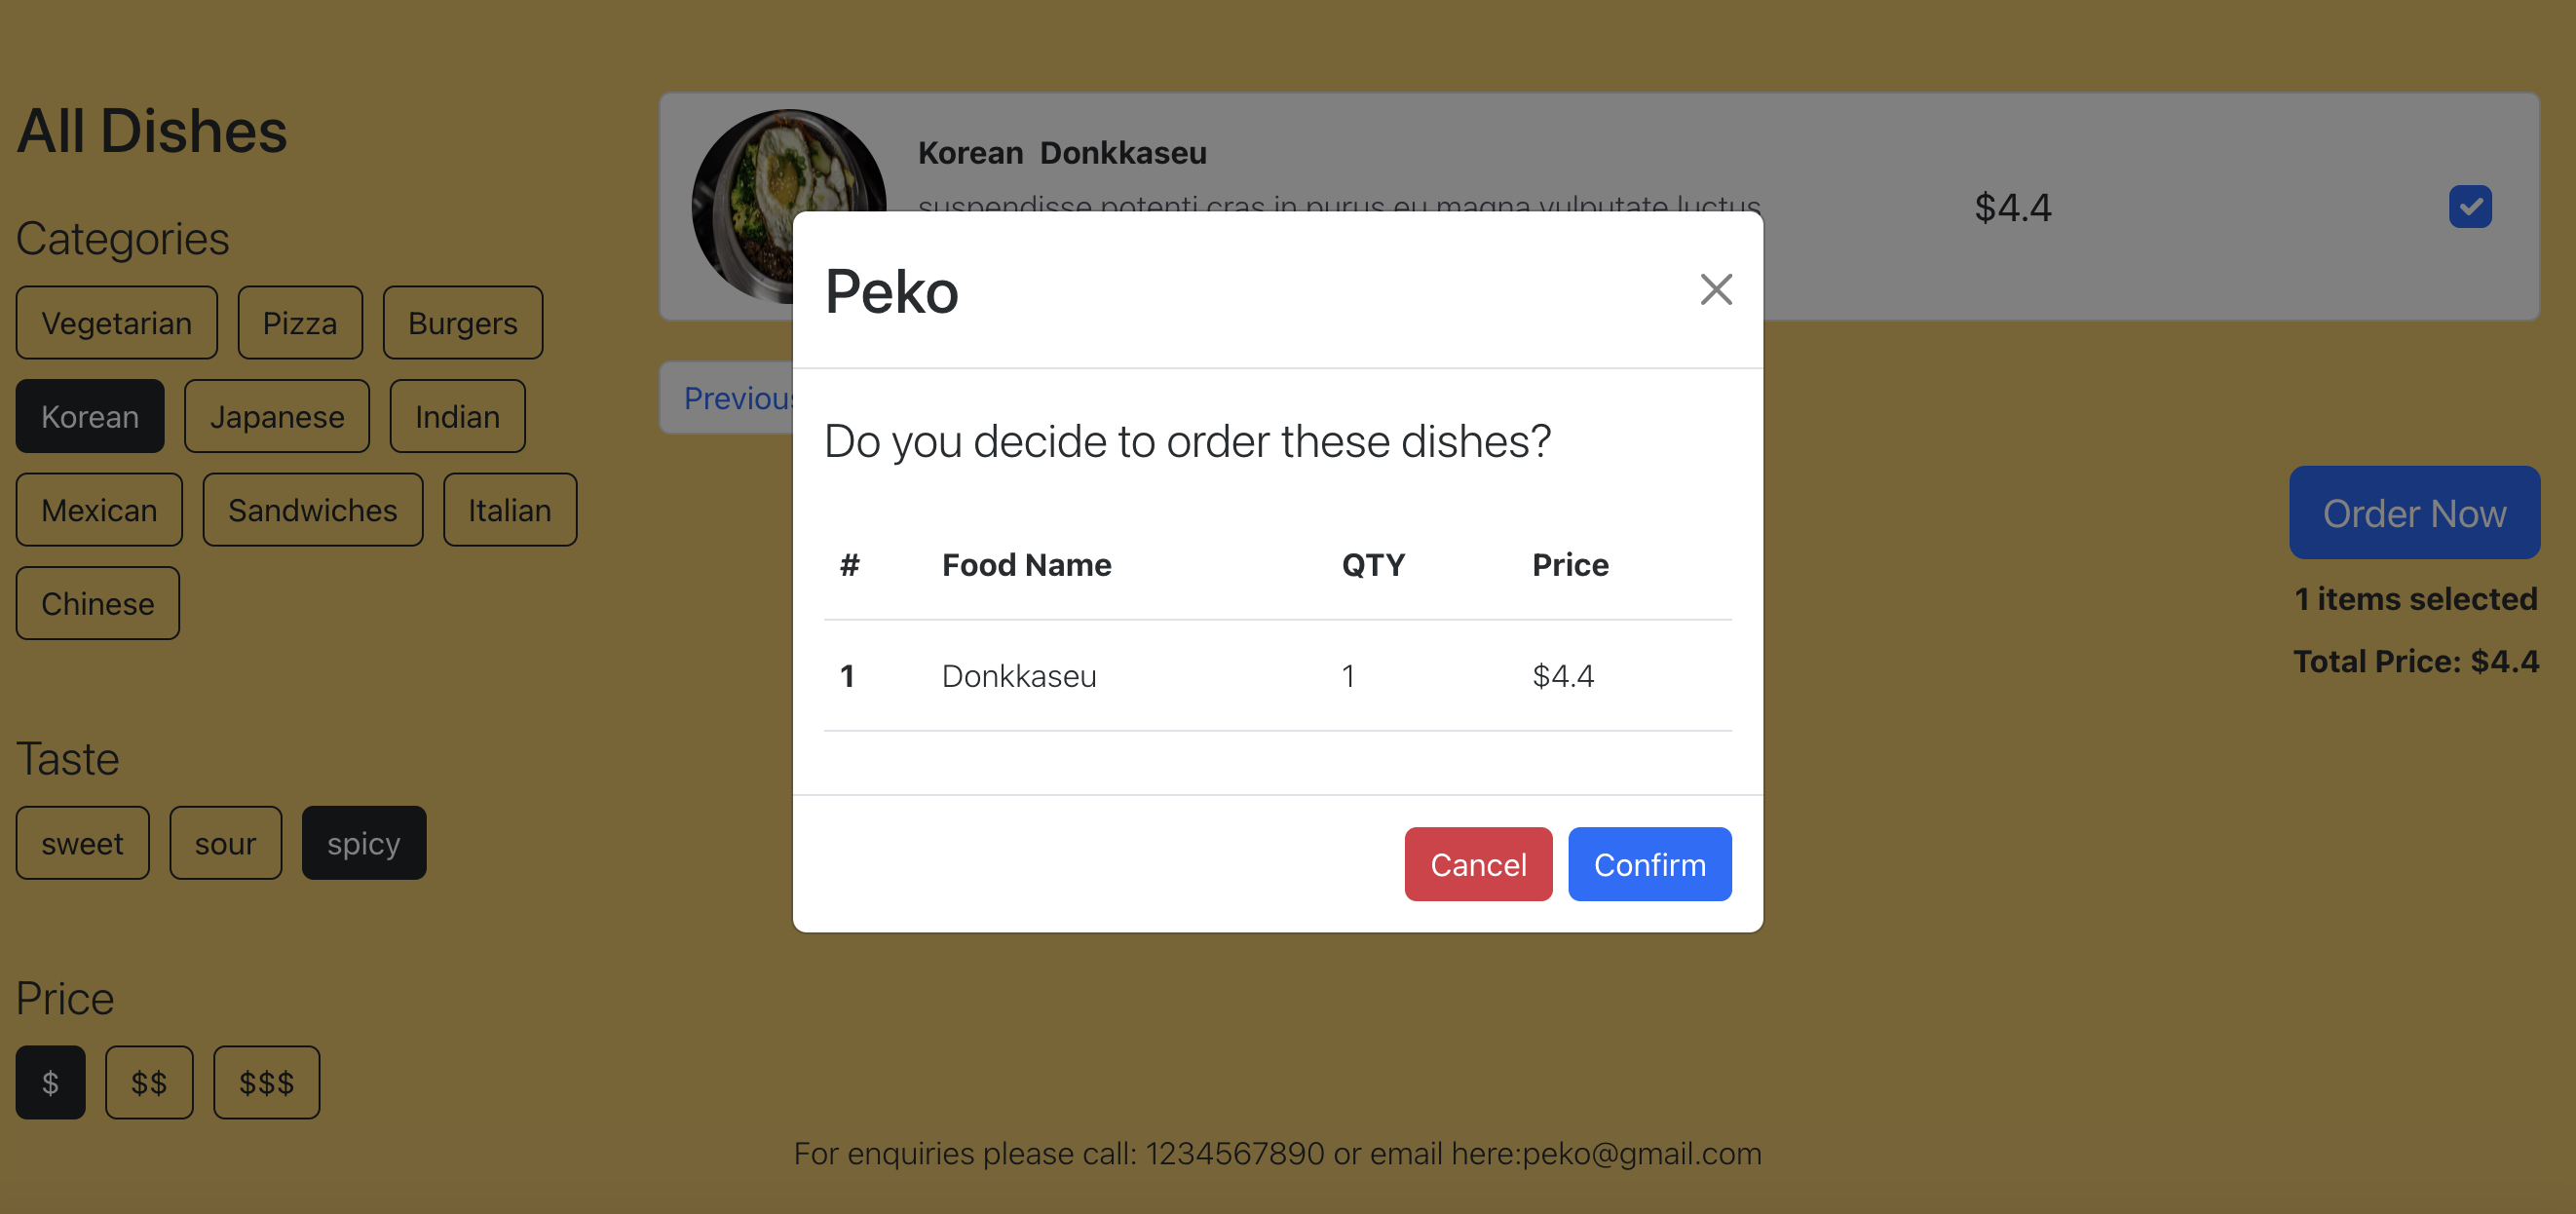 All Dishes
Categories
Vegetarian
Pizza
Burgers
Korean
Japanese
Indian
Mexican
Sandwiches
Italian
Chinese
Taste
sweet
sour
spicy
Price
$
$$
$$$
Korean Donkkaseu
suspendisse potenti cras in purus eu magna vulputate luctus
$4.4
Previous
Order Now
1 items selected
Total Price: $4.4
Peko
Do you decide to order these dishes?
# Food Name QTY Price
1 Donkkaseu 1 $4.4
Cancel
Confirm
For enquiries please call: 1234567890 or email here:peko@gmail.com